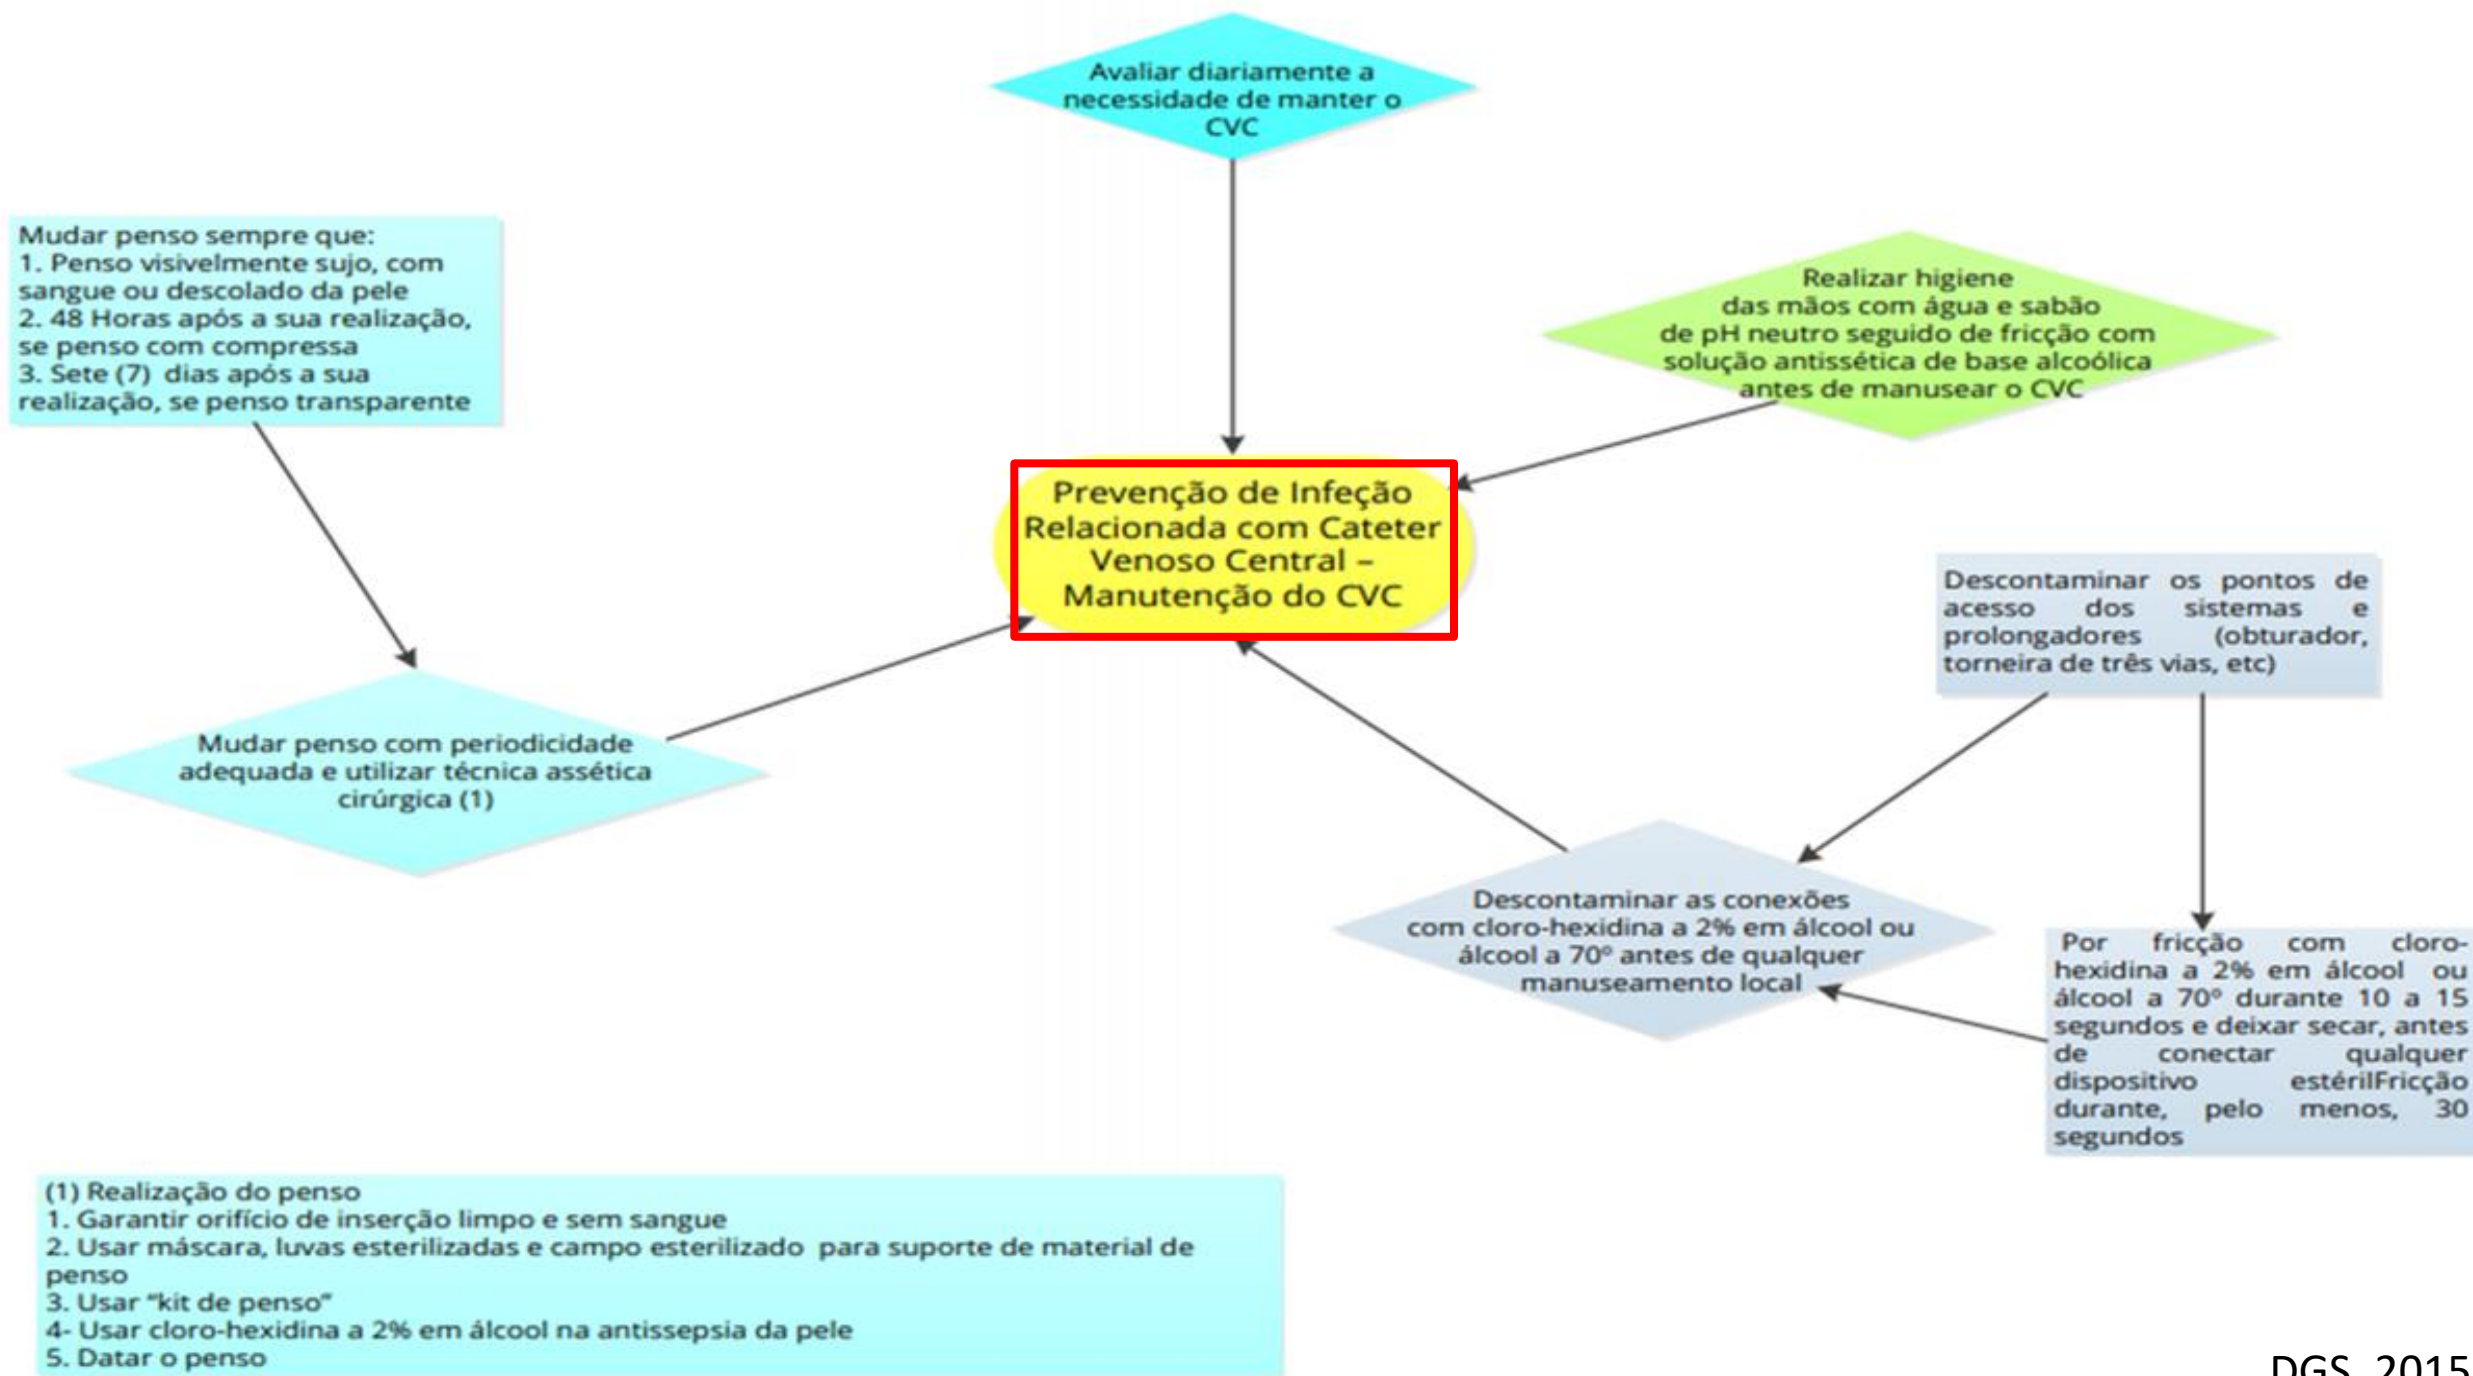 Avaliar diariamente a
necessidade de manter o
CVC
Mudar penso sempre que:
1. Penso visivelmente sujo, com
sangue ou descolado da pele
2. 48 Horas após a sua realização,
se penso com compressa
3. Sete (7) dias após a sua
realização, se penso transparente
Realizar higiene
das mãos com água e sabão
de pH neutro seguido de fricção com
solução antissética de base alcoólica
antes de manusear o CVC
Prevenção de Infeção
Relacionada com Cateter
Venoso Central –
Manutenção do CVC
Descontaminar os pontos de
acesso dos sistemas e
prolongadores (obturador,
torneira de três vias, etc)
Mudar penso com periodicidade
adequada e utilizar técnica assética
cirúrgica (1)
Descontaminar as conexões
com cloro-hexidina a 2% em álcool ou
álcool a 70º antes de qualquer
manuseamento local
Por fricção com cloro-
hexidina a 2% em álcool ou
álcool a 70º durante 10 a 15
segundos e deixar secar, antes
de conectar qualquer
dispositivo estérilFricção
durante, pelo menos, 30
segundos
(1) Realização do penso
1. Garantir orifício de inserção limpo e sem sangue
2. Usar máscara, luvas esterilizadas e campo esterilizado para suporte de material de
penso
3. Usar “kit de penso”
4- Usar cloro-hexidina a 2% em álcool na antissepsia da pele
5. Datar o penso
DGS, 2015